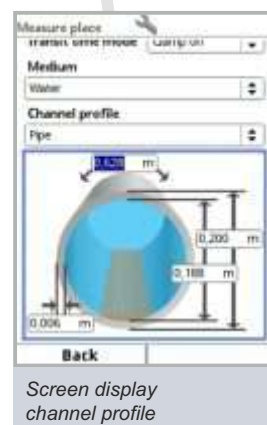 Measure place
Transit time mode Clamp on
Medium
Water
Channel profile
Pipe
0,628 m
0,200 m
0,188 m
0,006 m
Back
Screen display
channel profile